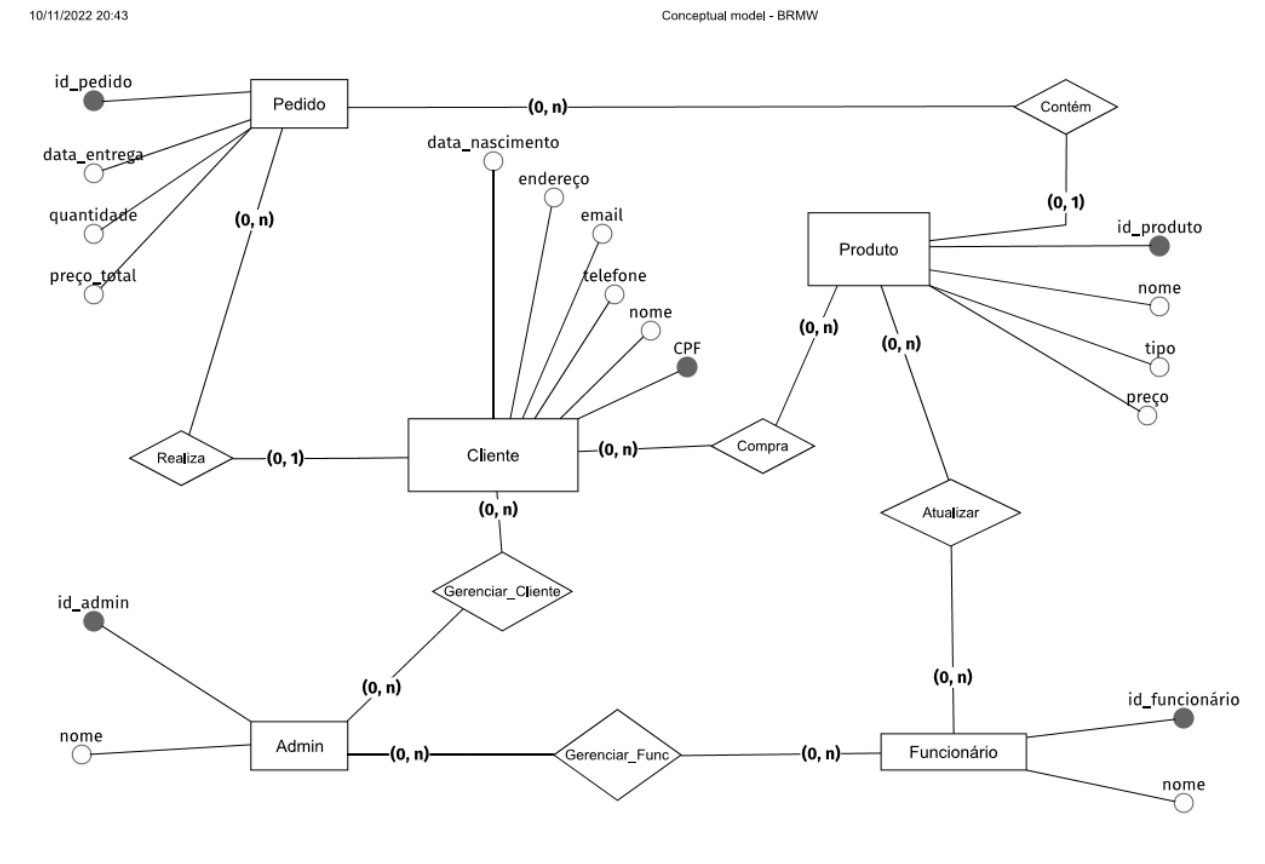 10/11/2022 20:43
Conceptual model - BRMW
id_pedido
Pedido
(0, n)
Contém
data_entrega
quantidade
preço_total
(0, n)
data_nascimento
endereço
email
telefone
nome
CPF
(0, 1)
Produto
id_produto
nome
tipo
preço
(0, n)
(0, n)
Realiza
(0, 1)
Cliente
(0, n)
Compra
(0, n)
Atualizar
Gerenciar_Cliente
id_admin
(0, n)
(0, n)
nome
Admin
(0, n)
Gerenciar_Func
(0, n)
Funcionário
id_funcionário
nome